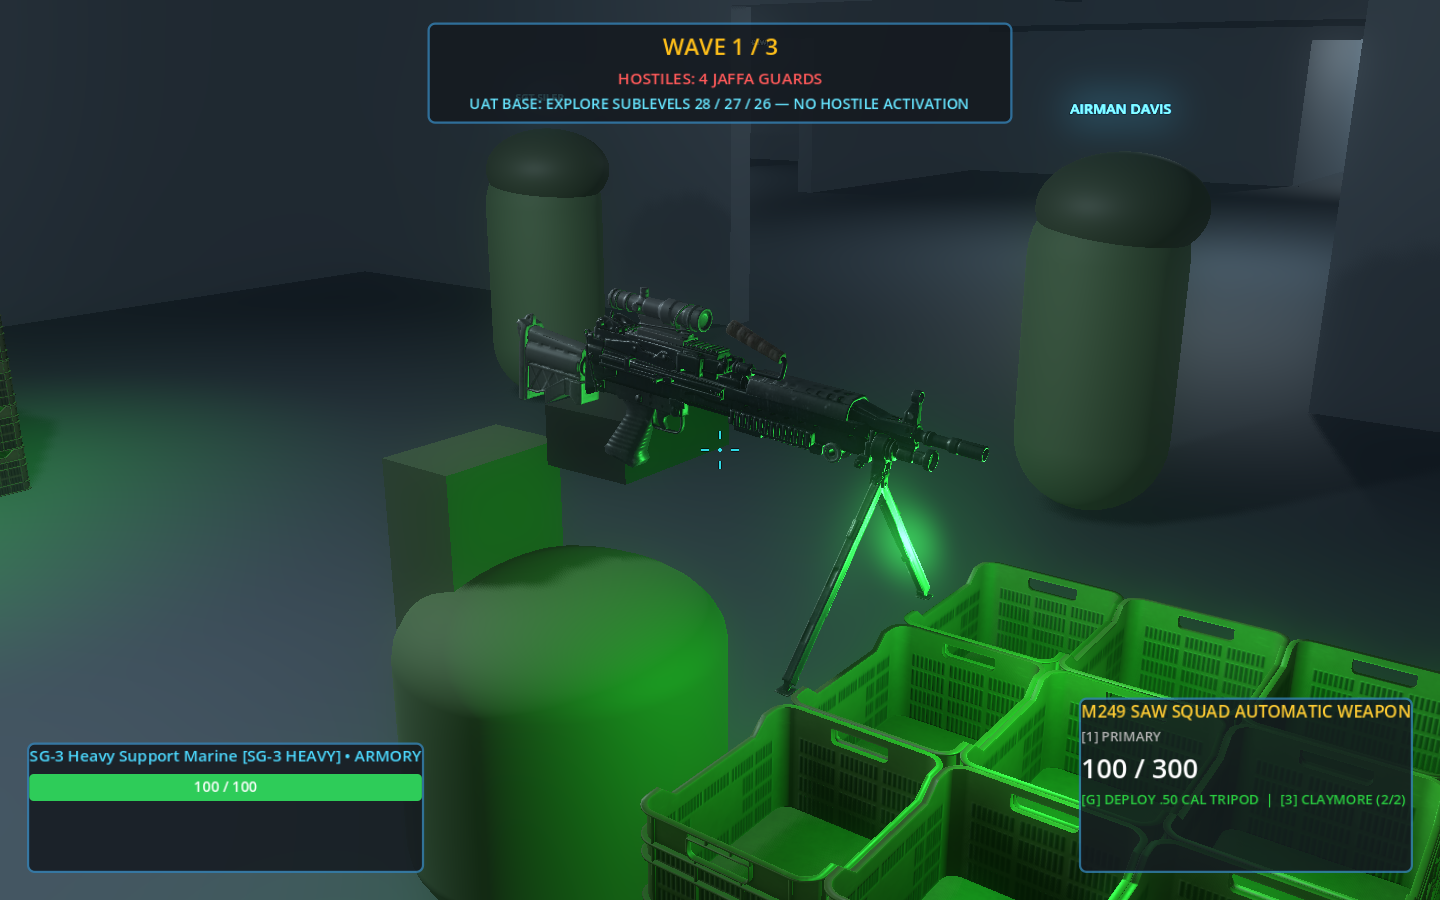 WAVE 1 / 3
HOSTILES: 4 JAFFA GUARDS
UAT BASE: EXPLORE SUBLEVELS 28 / 27 / 26 — NO HOSTILE ACTIVATION
AIRMAN DAVIS
M249 SAW SQUAD AUTOMATIC WEAPON
[1] PRIMARY
100 / 300
[G] DEPLOY .50 CAL TRIPOD | [3] CLAYMORE (2/2)
SG-3 Heavy Support Marine [SG-3 HEAVY] • ARMORY
100 / 100